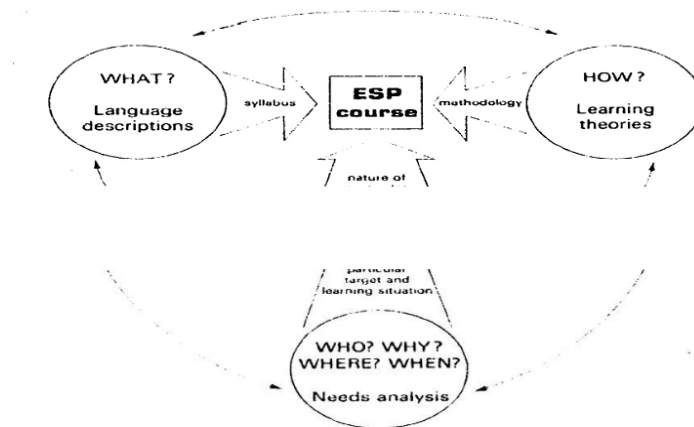 WHAT?
Language
descriptions
syllabus
ESP
course
methodology
HOW?
Learning
theories
nature of
particular
target and
learning situation
WHO? WHY?
WHERE? WHEN?
Needs analysis